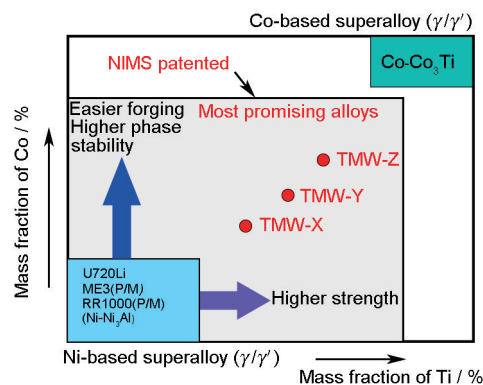 Co-based superalloy (γ/γ′)
Co-Co₃Ti
NIMS patented
Easier forging
Higher phase
stability
Most promising alloys
TMW-Z
TMW-Y
TMW-X
Mass fraction of Co / %
U720Li
ME3(P/M)
RR1000(P/M)
(Ni-Ni₃Al)
Higher strength
Ni-based superalloy (γ/γ′)
Mass fraction of Ti / %